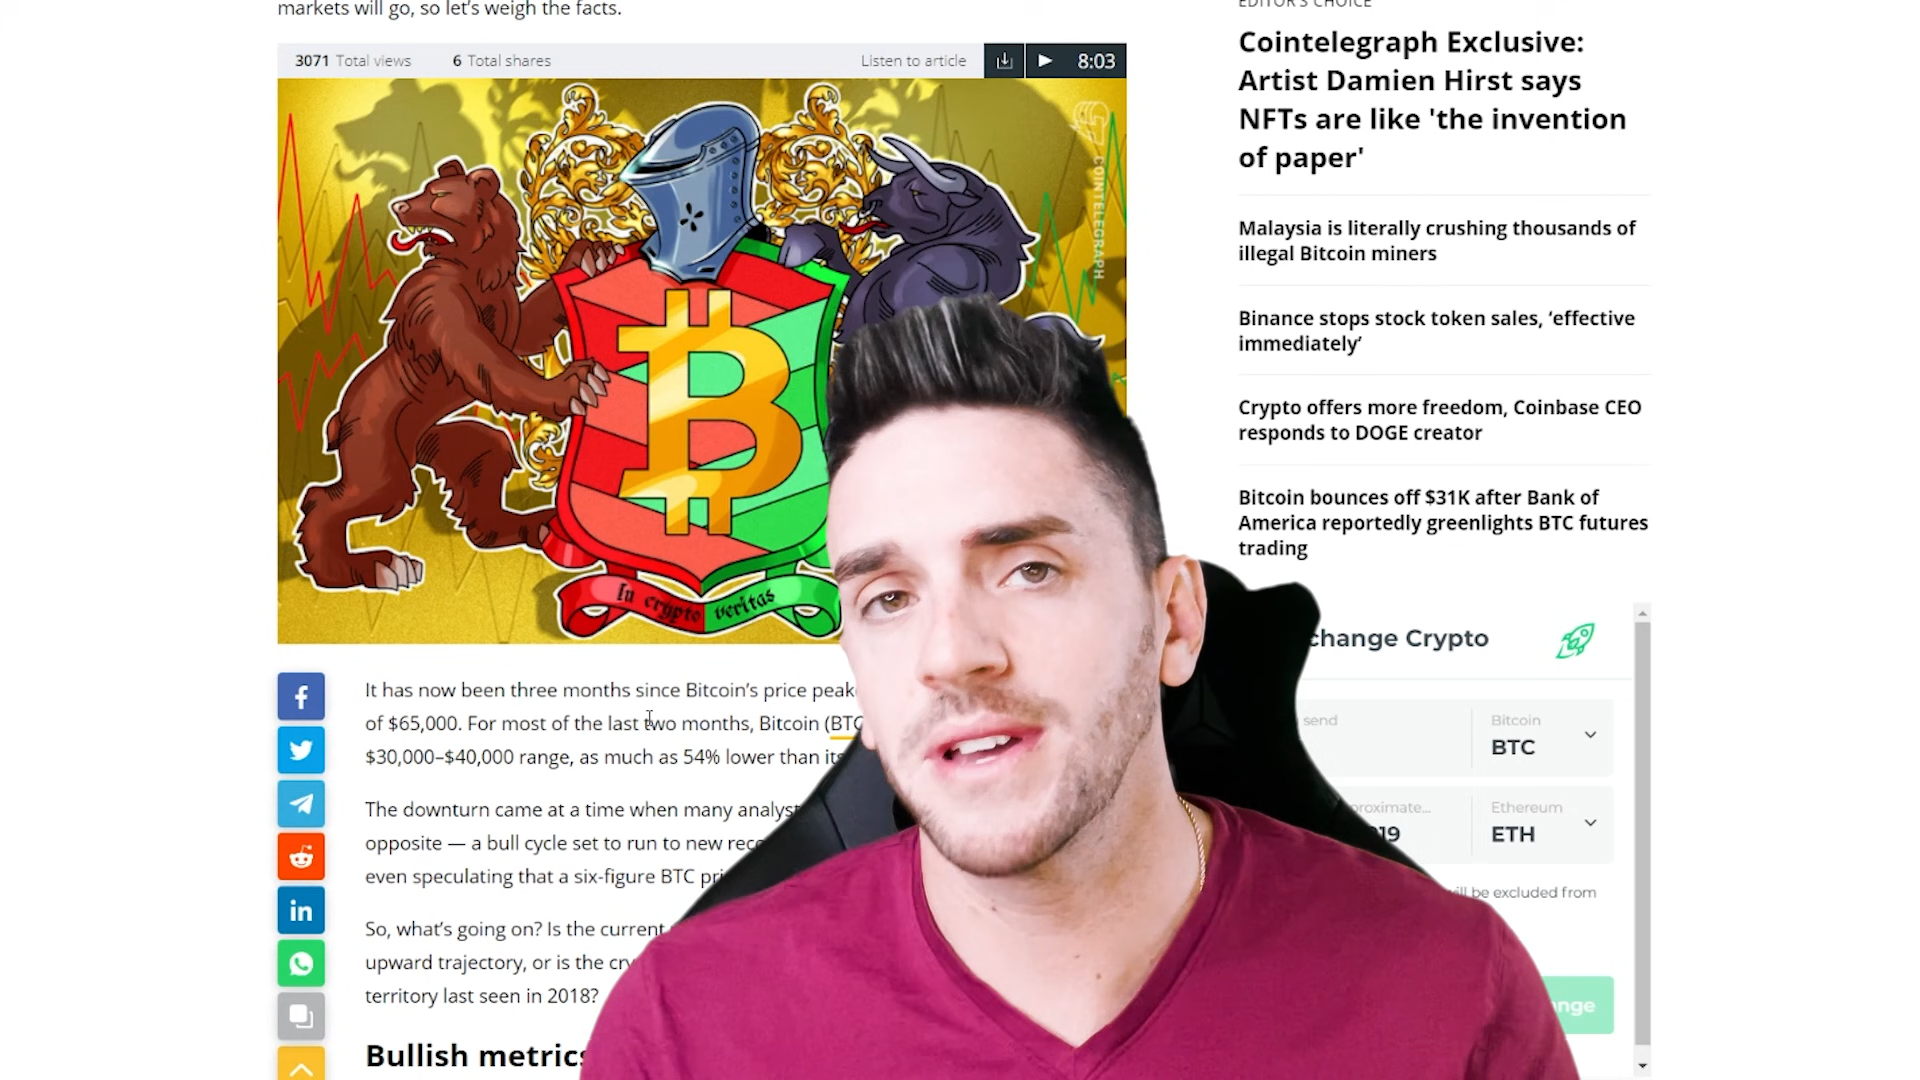 markets will go, so let's weigh the facts.
3071 Total views 6 Total shares Listen to article 8:03
COINTELEGRAPH
In crypto veritas
It has now been three months since Bitcoin's price
of $65,000. For most of the last two months, Bitcoin (BTC
$30,000–$40,000 range, as much as 54% lower than
The downturn came at a time when many
opposite — a bull cycle set to run to new
even speculating that a six-figure BTC
So, what's going on? Is the current
upward trajectory, or is the
territory last seen in 2018?
Bullish metrics
EDITOR'S CHOICE
Cointelegraph Exclusive:
Artist Damien Hirst says
NFTs are like 'the invention
of paper'
Malaysia is literally crushing thousands of
illegal Bitcoin miners
Binance stops stock token sales, 'effective
immediately'
Crypto offers more freedom, Coinbase CEO
responds to DOGE creator
Bitcoin bounces off $31K after Bank of
America reportedly greenlights BTC futures
trading
change Crypto
send
Bitcoin
BTC
Ethereum
ETH
be excluded from